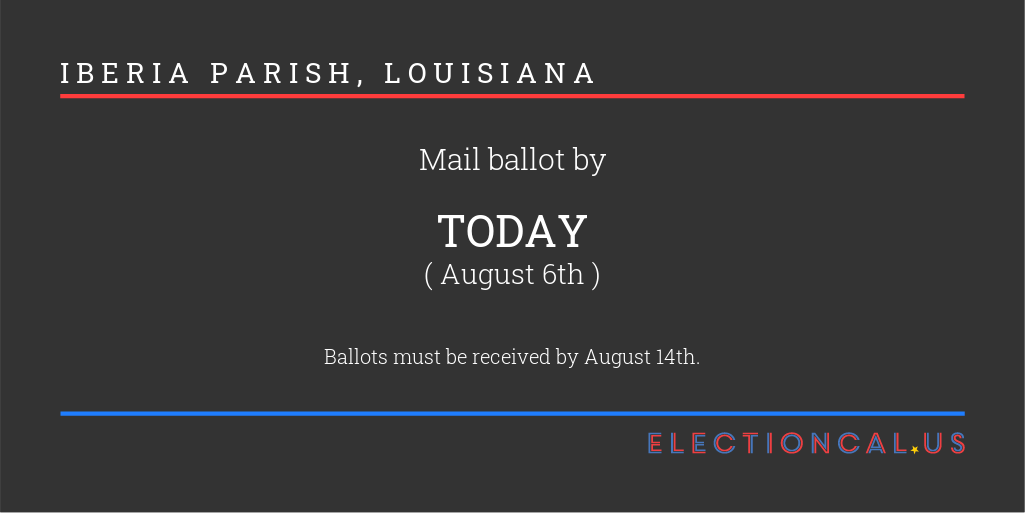 IBERIA PARISH, LOUISIANA
Mail ballot by
TODAY
( August 6th )
Ballots must be received by August 14th.
ELECTIONCAL.US